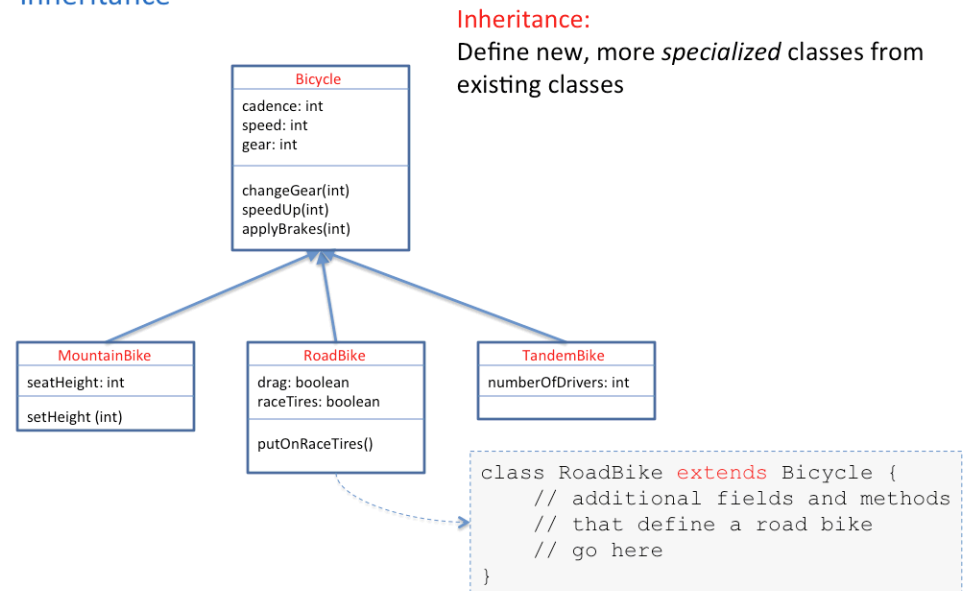 Inheritance
Inheritance:
Define new, more specialized classes from
existing classes
Bicycle
cadence: int
speed: int
gear: int
changeGear(int)
speedUp(int)
applyBrakes(int)
MountainBike
seatHeight: int
setHeight (int)
RoadBike
drag: boolean
raceTires: boolean
putOnRaceTires()
TandemBike
numberOfDrivers: int
class RoadBike extends Bicycle {
// additional fields and methods
// that define a road bike
// go here
}